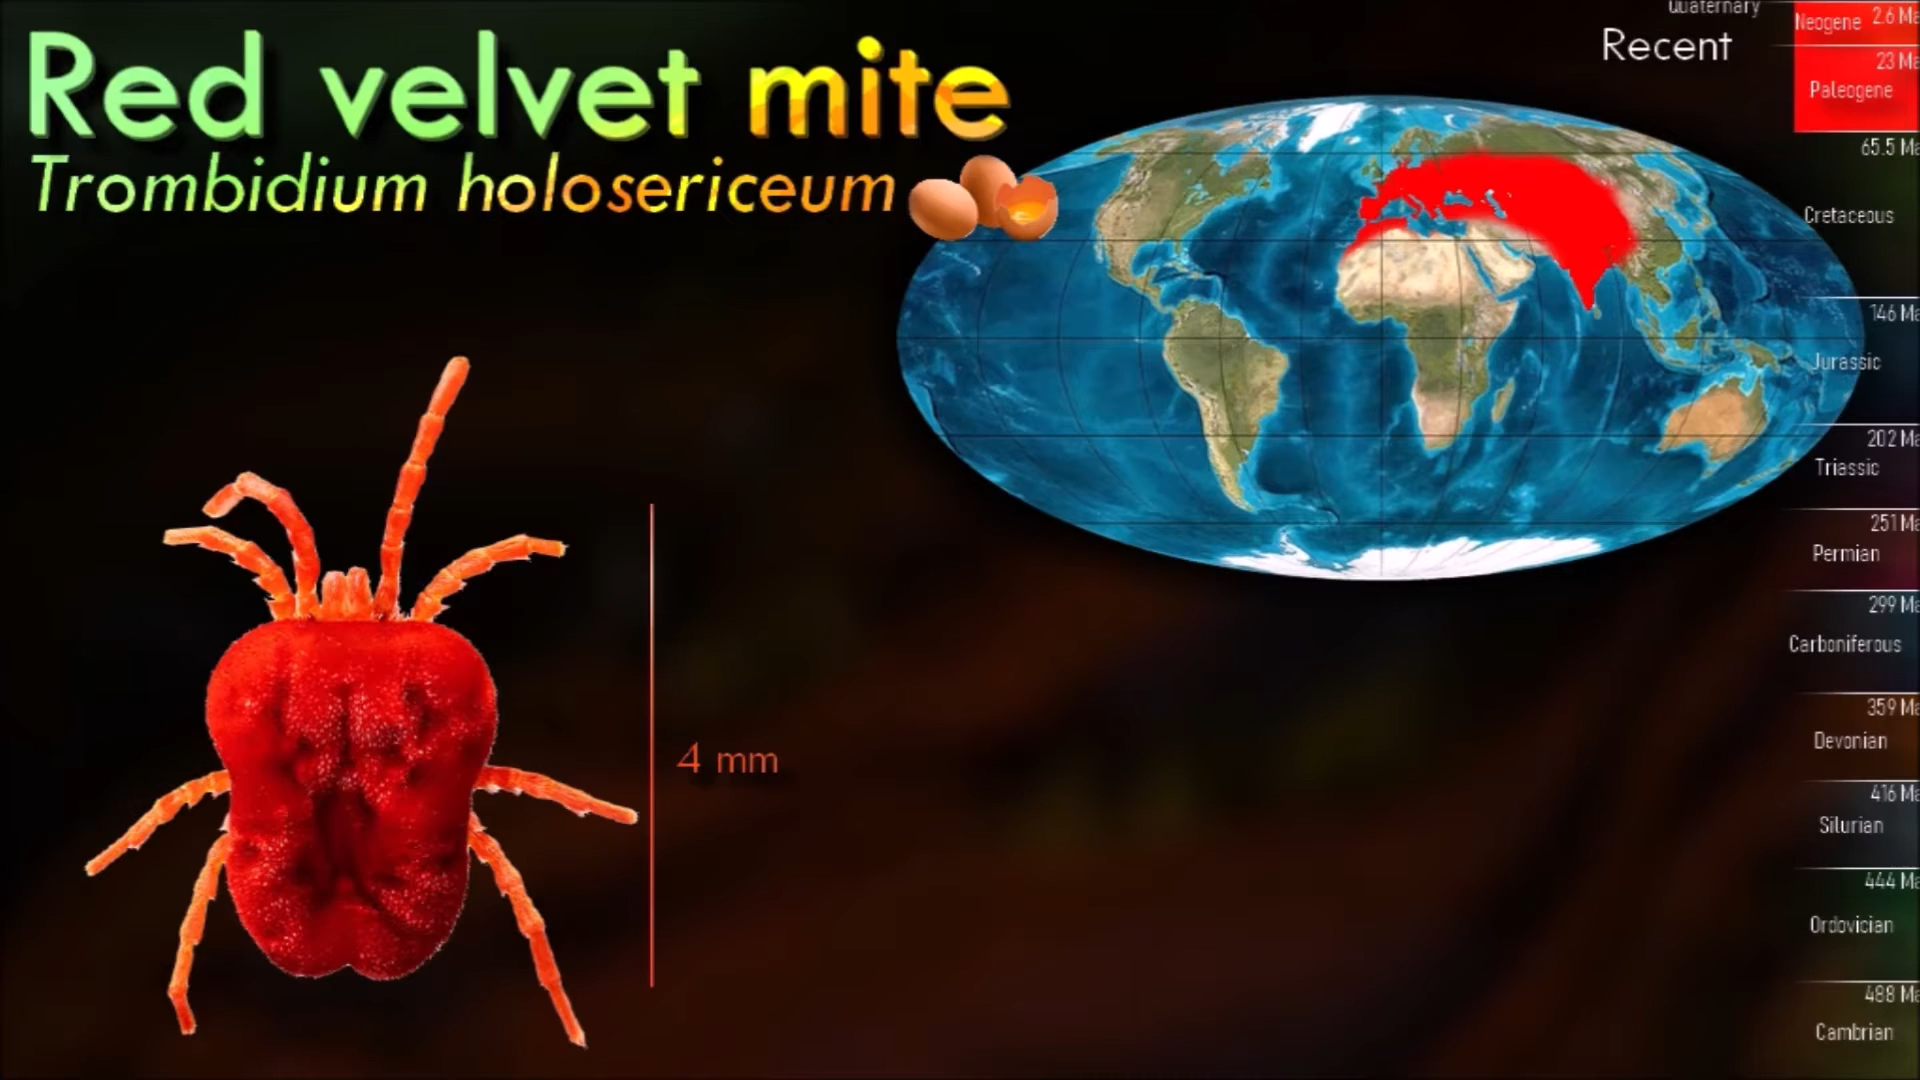 Red velvet mite
Trombidium holosericeum
4 mm
Quaternary
Recent
Neogene 2.6 Ma
23 Ma
Paleogene
65.5 Ma
Cretaceous
146 Ma
Jurassic
202 Ma
Triassic
251 Ma
Permian
299 Ma
Carboniferous
359 Ma
Devonian
416 Ma
Silurian
444 Ma
Ordovician
488 Ma
Cambrian